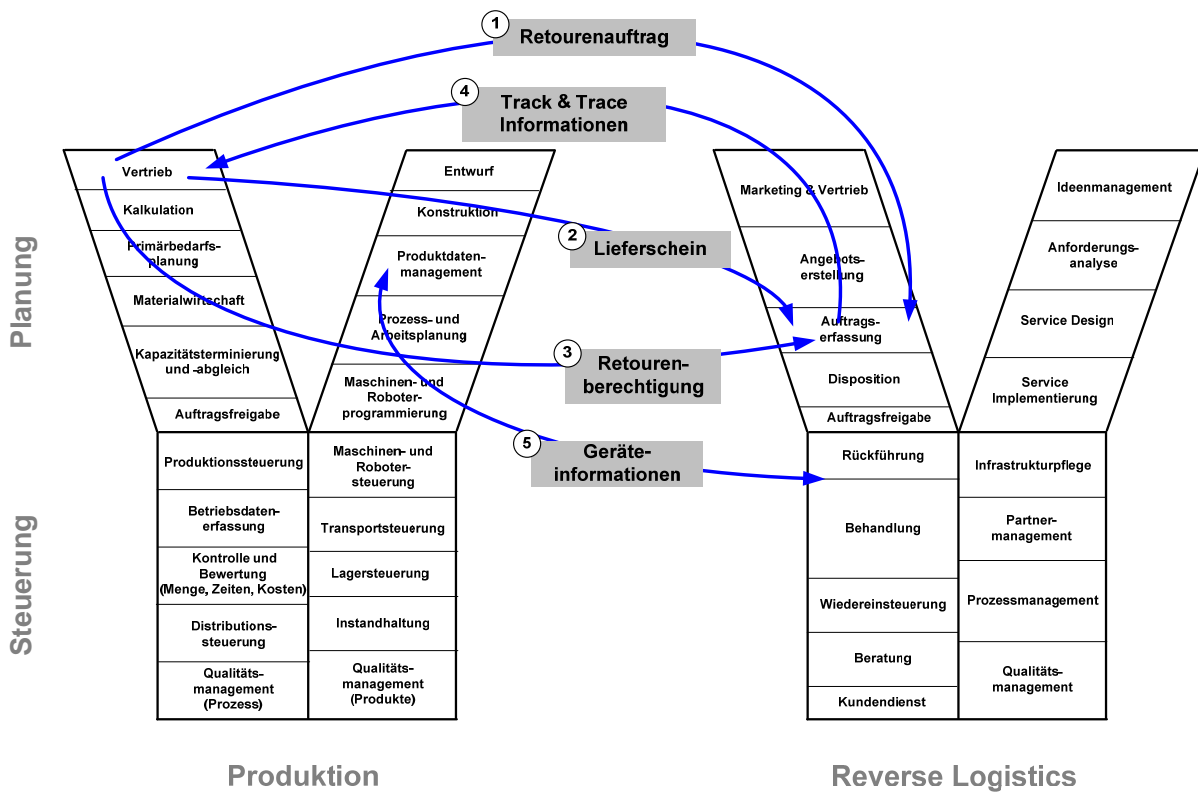 1
Retourenauftrag
4
Track & Trace
Informationen
2
Lieferschein
3
Retouren-
berechtigung
5
Geräte-
informationen
Planung
Steuerung
Vertrieb
Kalkulation
Primärbedarfs-
planung
Materialwirtschaft
Kapazitätsterminierung
und -abgleich
Auftragsfreigabe
Produktionssteuerung
Betriebsdaten-
erfassung
Kontrolle und
Bewertung
(Menge, Zeiten, Kosten)
Distributions-
steuerung
Qualitäts-
management
(Prozess)
Entwurf
Konstruktion
Produktdaten-
management
Prozess- und
Arbeitsplanung
Maschinen- und
Roboter-
programmierung
Maschinen- und
Roboter-
steuerung
Transportsteuerung
Lagersteuerung
Instandhaltung
Qualitäts-
management
(Produkte)
Marketing & Vertrieb
Angebots-
erstellung
Auftrags-
erfassung
Disposition
Auftragsfreigabe
Rückführung
Behandlung
Wiedereinsteuerung
Beratung
Kundendienst
Ideenmanagement
Anforderungs-
analyse
Service Design
Service
Implementierung
Infrastrukturpflege
Partner-
management
Prozessmanagement
Qualitäts-
management
Produktion
Reverse Logistics